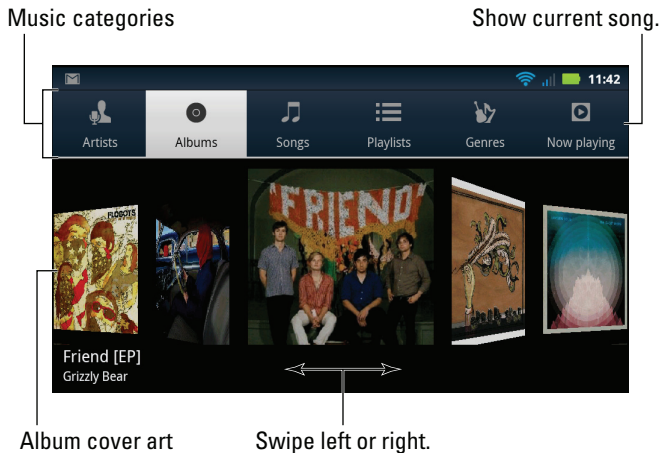 Music categories
Show current song.
11:42
Artists
Albums
Songs
Playlists
Genres
Now playing
FLOBOTS
"FRIEND"
Friend [EP]
Grizzly Bear
Album cover art
Swipe left or right.